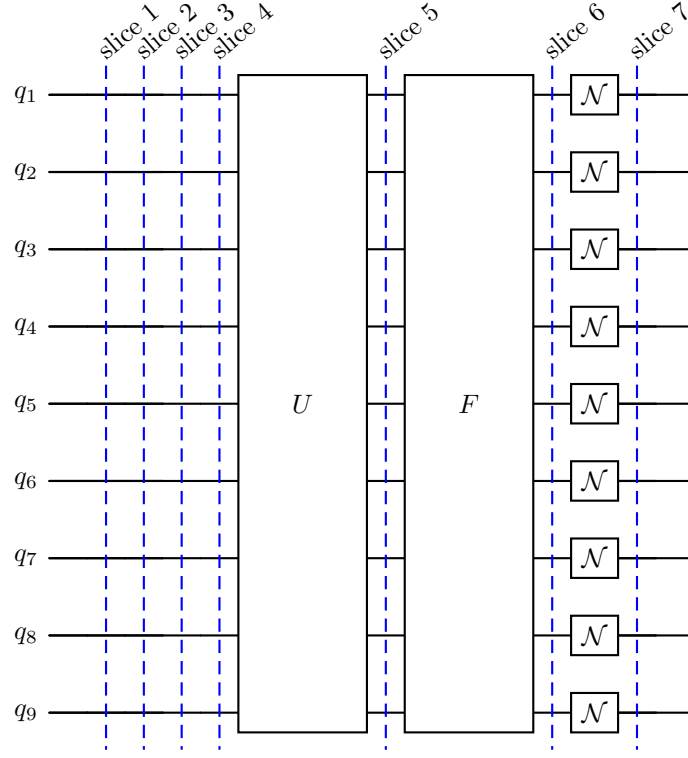 slice 1 slice 2 slice 3 slice 4 slice 5 slice 6 slice 7
q₁ 𝒩
q₂ 𝒩
q₃ 𝒩
q₄ 𝒩
q₅ U F 𝒩
q₆ 𝒩
q₇ 𝒩
q₈ 𝒩
q₉ 𝒩